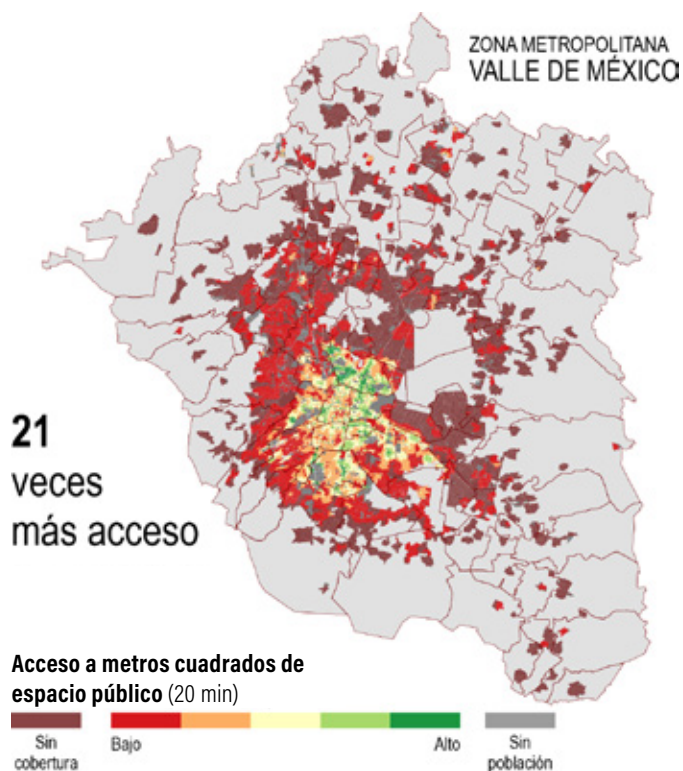 ZONA METROPOLITANA
VALLE DE MÉXICO
21
veces
más acceso
Acceso a metros cuadrados de
espacio público (20 min)
Sin
cobertura
Bajo
Alto
Sin
población